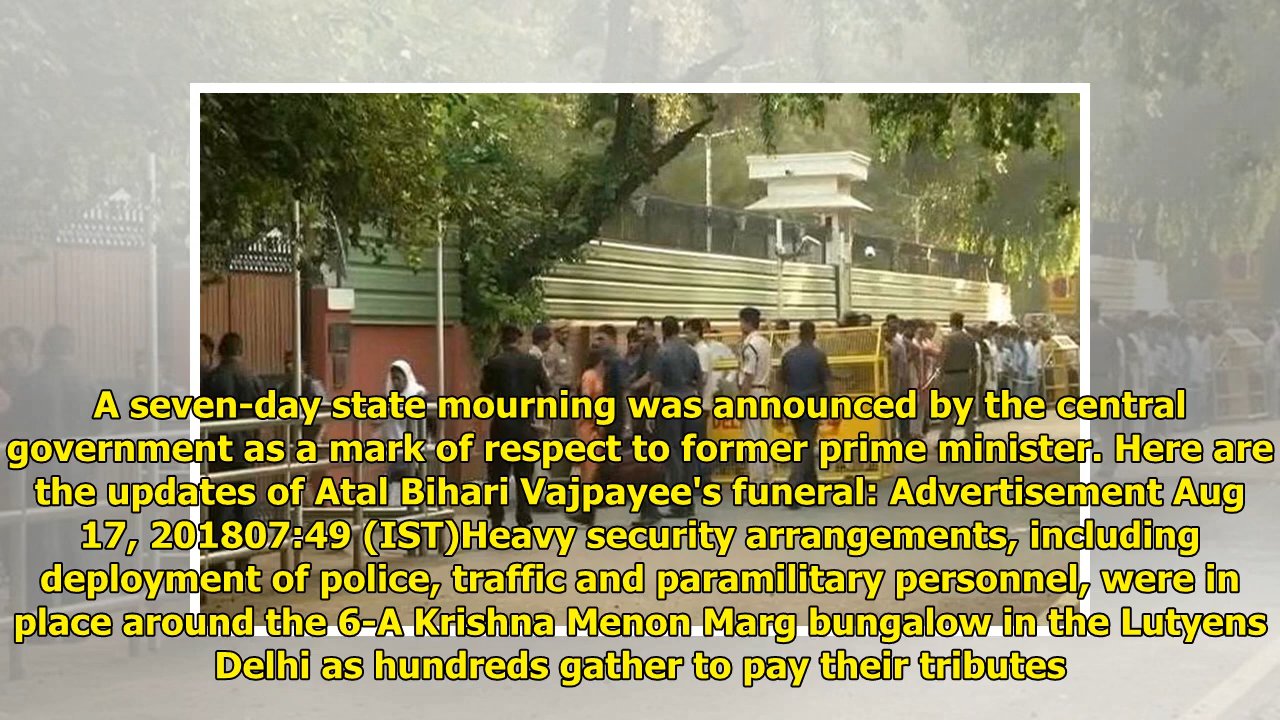 A seven-day state mourning was announced by the central
government as a mark of respect to former prime minister. Here are
the updates of Atal Bihari Vajpayee's funeral: Advertisement Aug
17, 201807:49 (IST)Heavy security arrangements, including
deployment of police, traffic and paramilitary personnel, were in
place around the 6-A Krishna Menon Marg bungalow in the Lutyens
Delhi as hundreds gather to pay their tributes